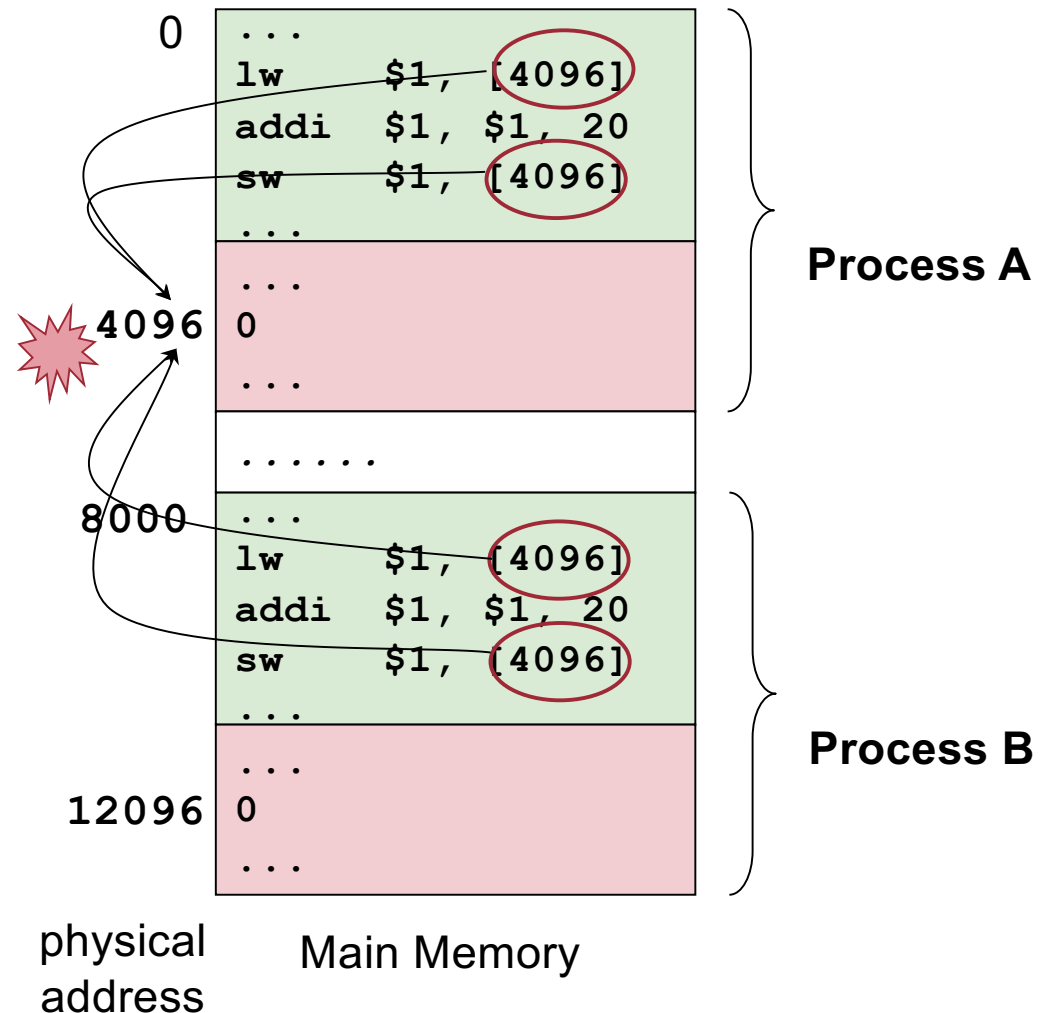 0 ...
lw $1, [4096]
addi $1, $1, 20
sw $1, [4096]
...
Process A
...
4096 0
...
......
8000 ...
lw $1, [4096]
addi $1, $1, 20
sw $1, [4096]
...
Process B
...
12096 0
...
physical
address
Main Memory